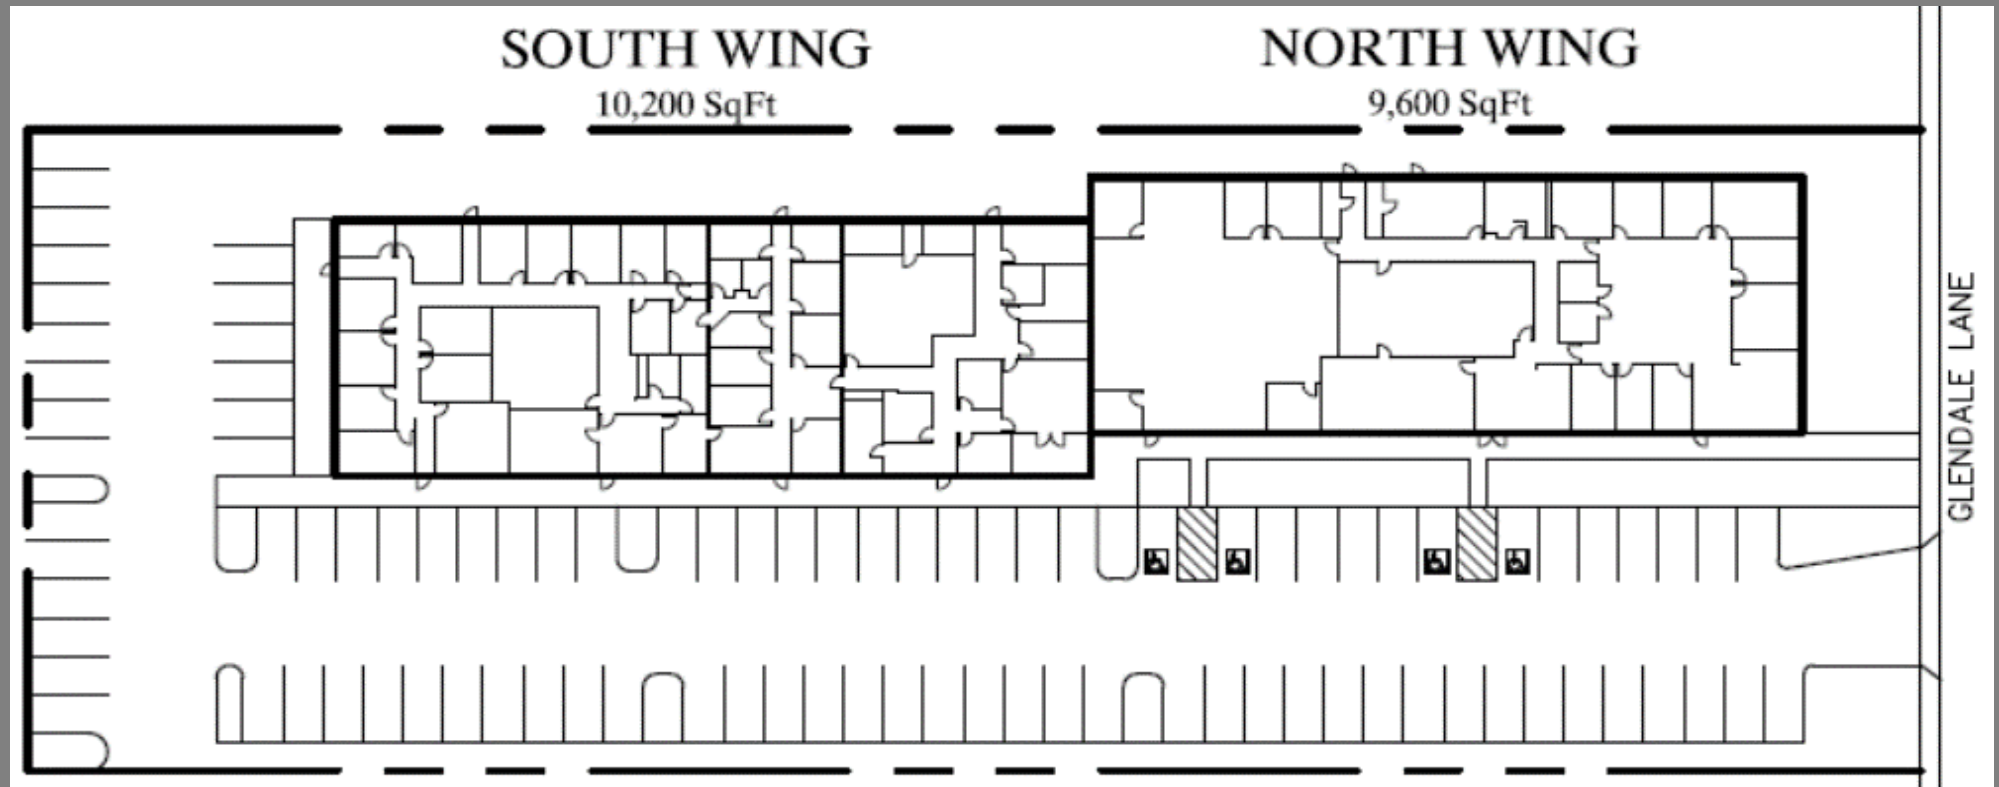 SOUTH WING
10,200 SqFt
NORTH WING
9,600 SqFt
GLENDALE LANE